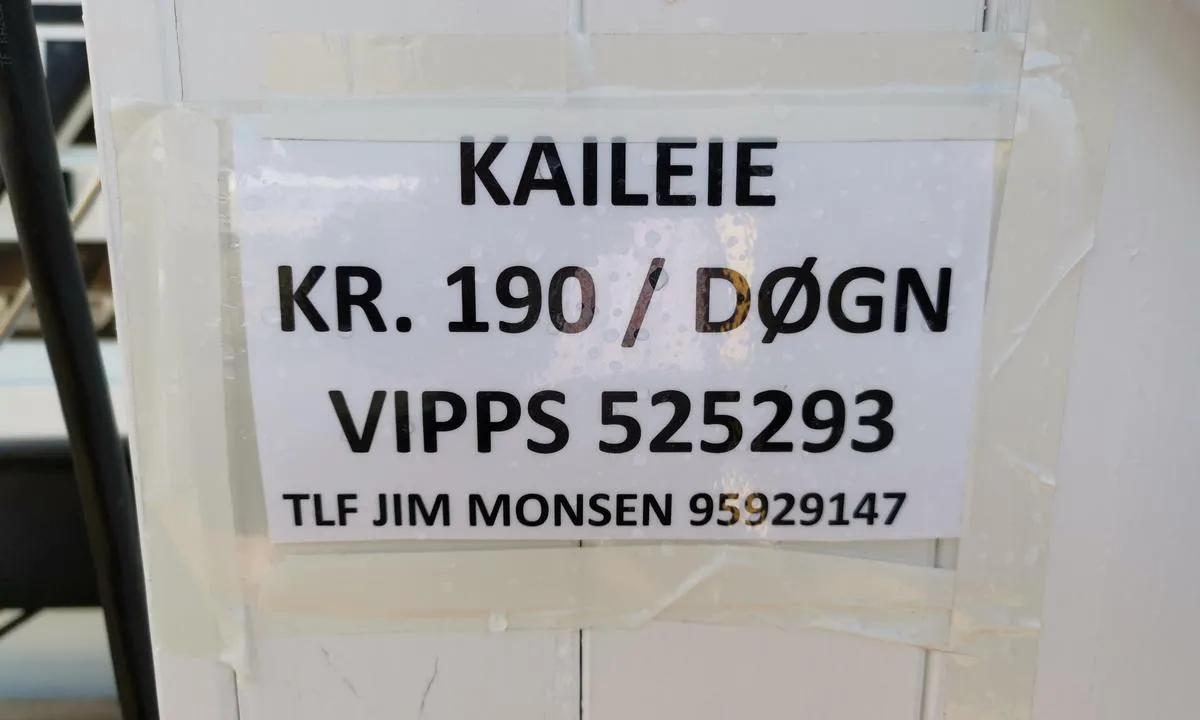 KAILEIE
KR. 190 / DØGN
VIPPS 525293
TLF JIM MONSEN 95929147